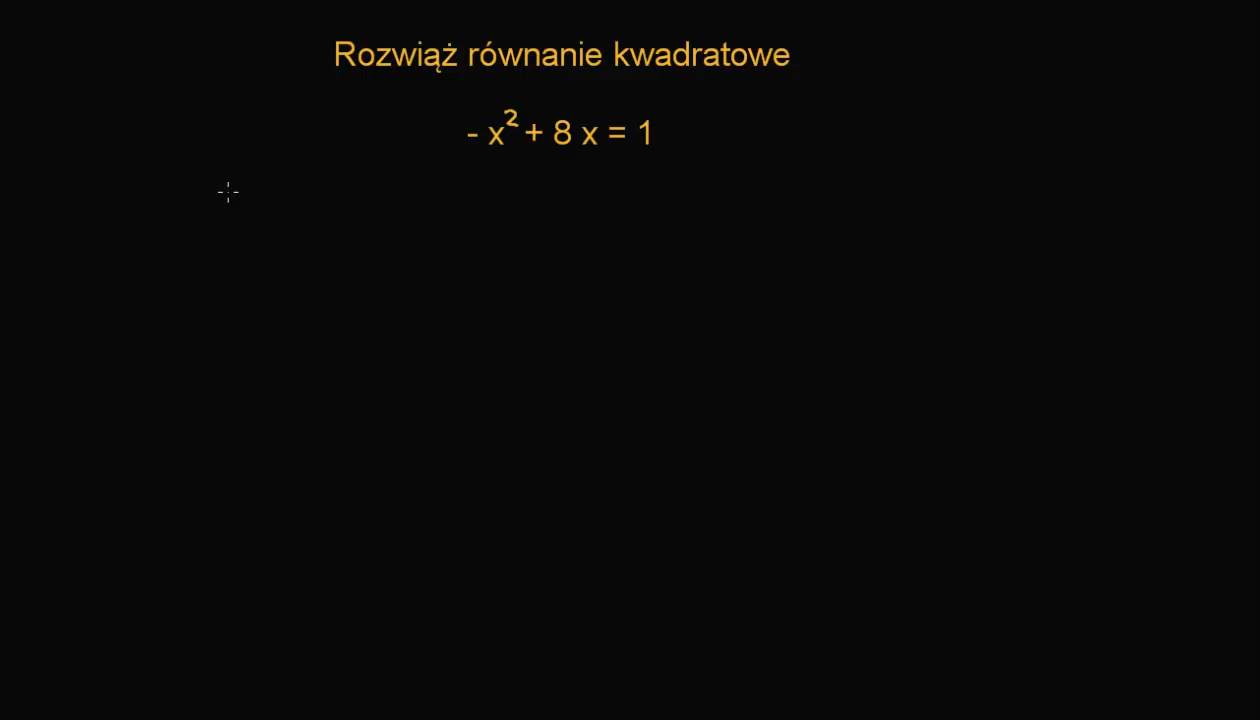 Rozwiąż równanie kwadratowe
- x² + 8 x = 1